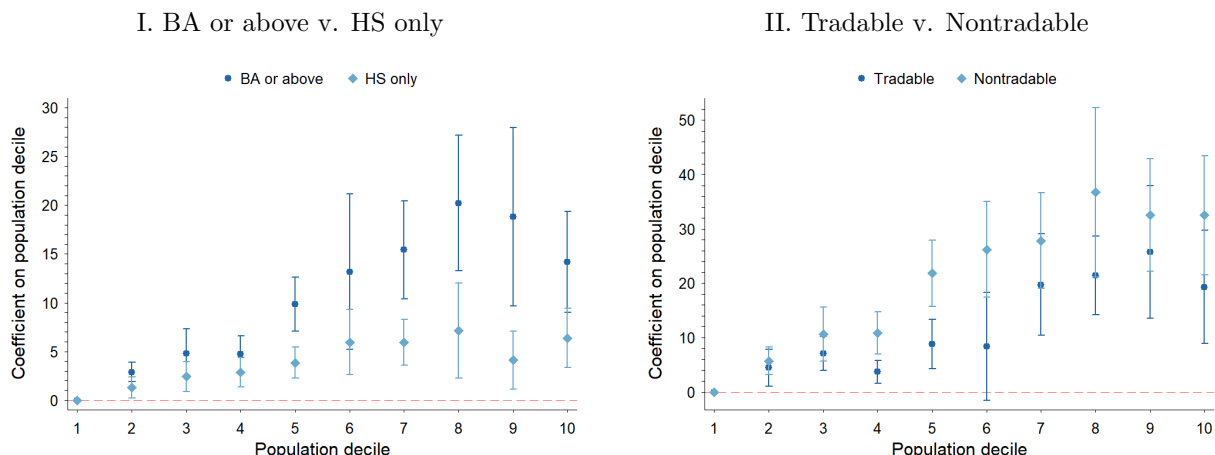 I. BA or above v. HS only
BA or above HS only
Coefficient on population decile
30
25
20
15
10
5
0
1 2 3 4 5 6 7 8 9 10
Population decile
II. Tradable v. Nontradable
Tradable Nontradable
Coefficient on population decile
50
40
30
20
10
0
1 2 3 4 5 6 7 8 9 10
Population decile